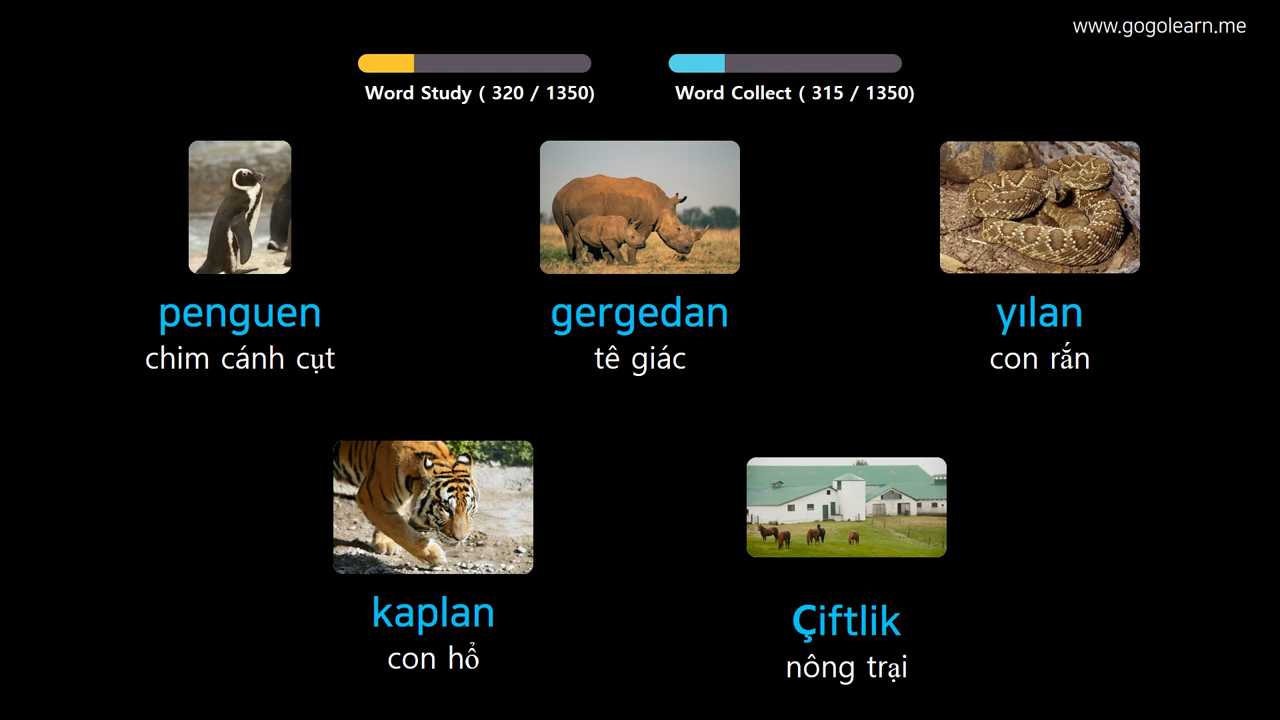 www.gogolearn.me
Word Study ( 320 / 1350)
Word Collect ( 315 / 1350)
penguen
chim cánh cụt
gergedan
tê giác
yılan
con rắn
kaplan
con hổ
Çiftlik
nông trại